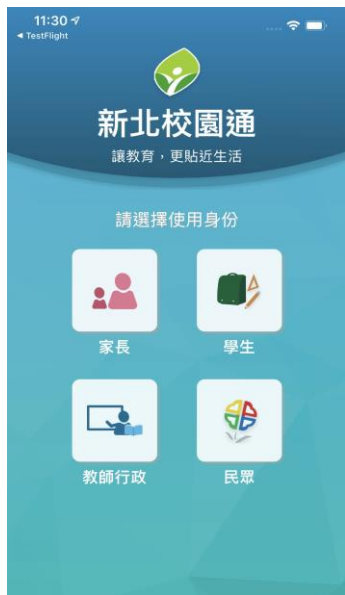 11:30
◀ TestFlight
新北校園通
讓教育，更貼近生活
請選擇使用身份
家長
學生
教師行政
民眾